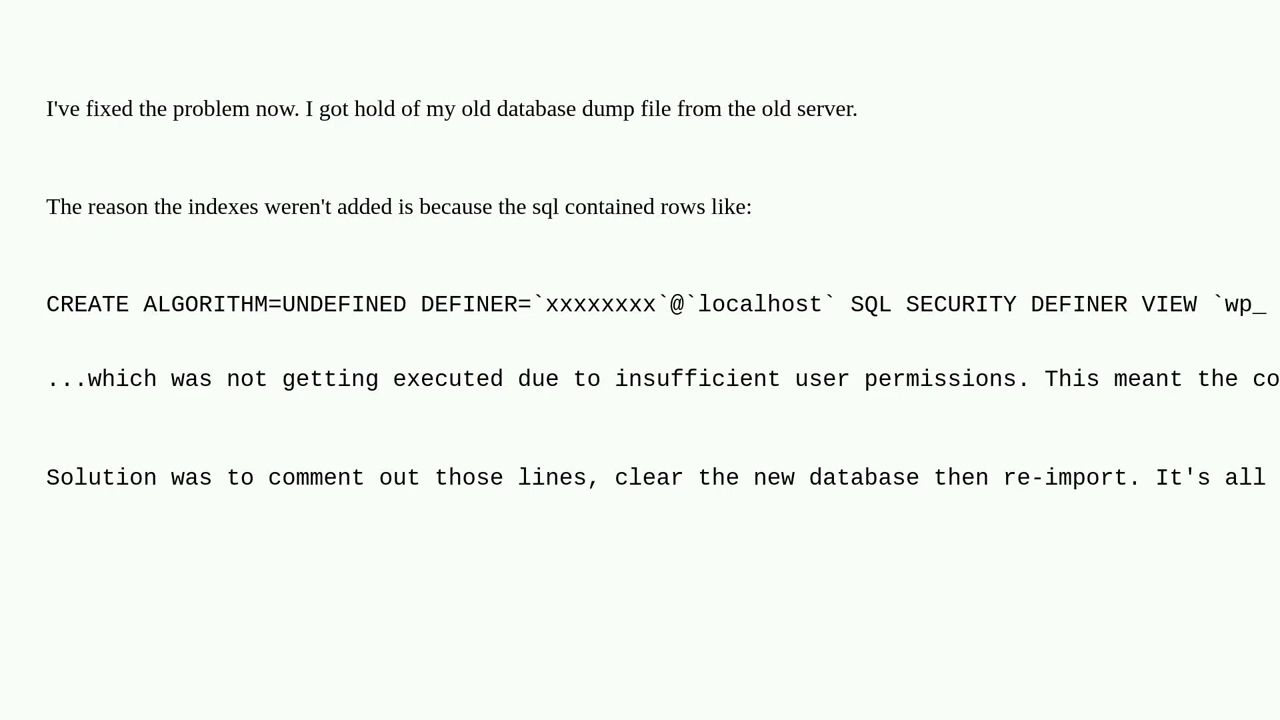 I've fixed the problem now. I got hold of my old database dump file from the old server.
The reason the indexes weren't added is because the sql contained rows like:
CREATE ALGORITHM=UNDEFINED DEFINER=`xxxxxxxx`@`localhost` SQL SECURITY DEFINER VIEW `wp_
...which was not getting executed due to insufficient user permissions. This meant the co
Solution was to comment out those lines, clear the new database then re-import. It's all